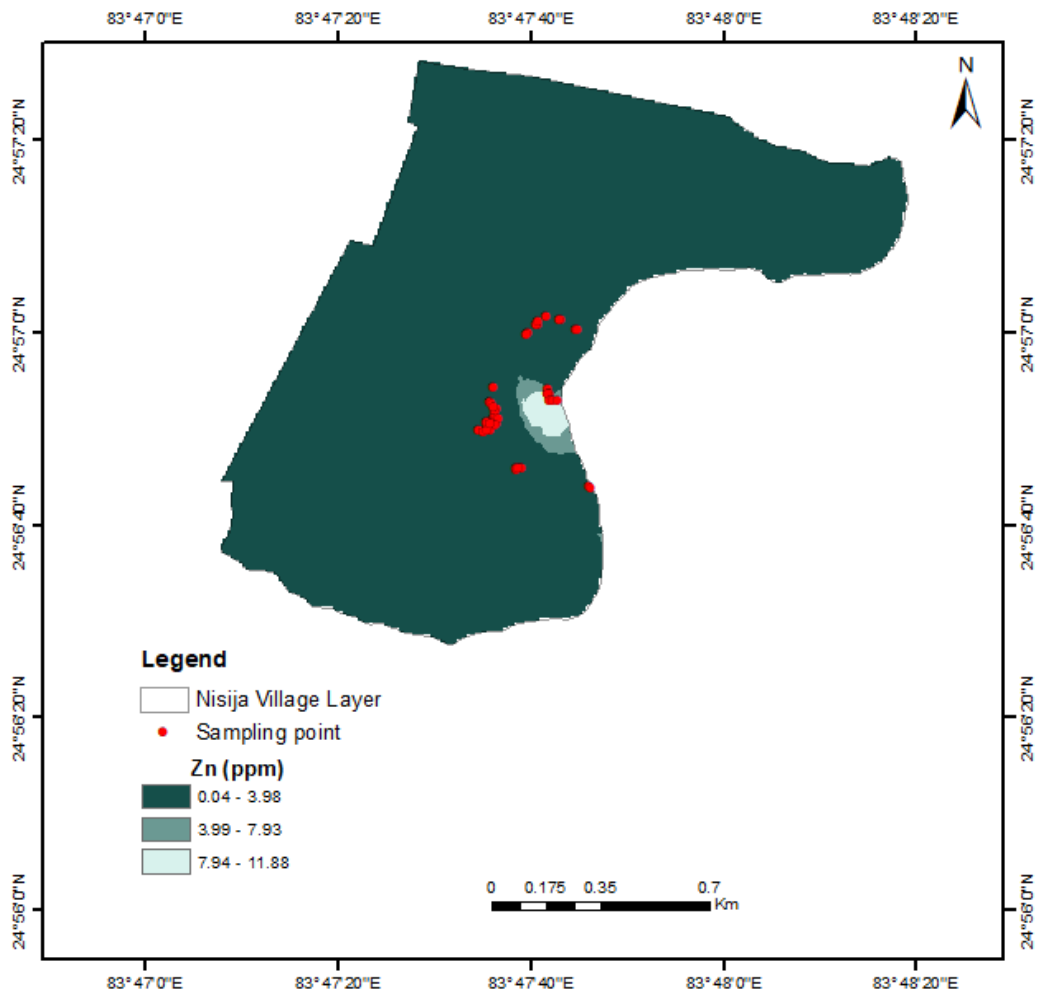 83°47'0"E 83°47'20"E 83°47'40"E 83°48'0"E 83°48'20"E
N
24°57'20"N 24°57'20"N
24°57'0"N 24°57'0"N
24°56'40"N 24°56'40"N
Legend
Nisija Village Layer
24°56'20"N 24°56'20"N
Sampling point
Zn (ppm)
0.04 - 3.98
3.99 - 7.93
7.94 - 11.88
0 0.175 0.35 0.7
Km
24°56'0"N 24°56'0"N
83°47'0"E 83°47'20"E 83°47'40"E 83°48'0"E 83°48'20"E